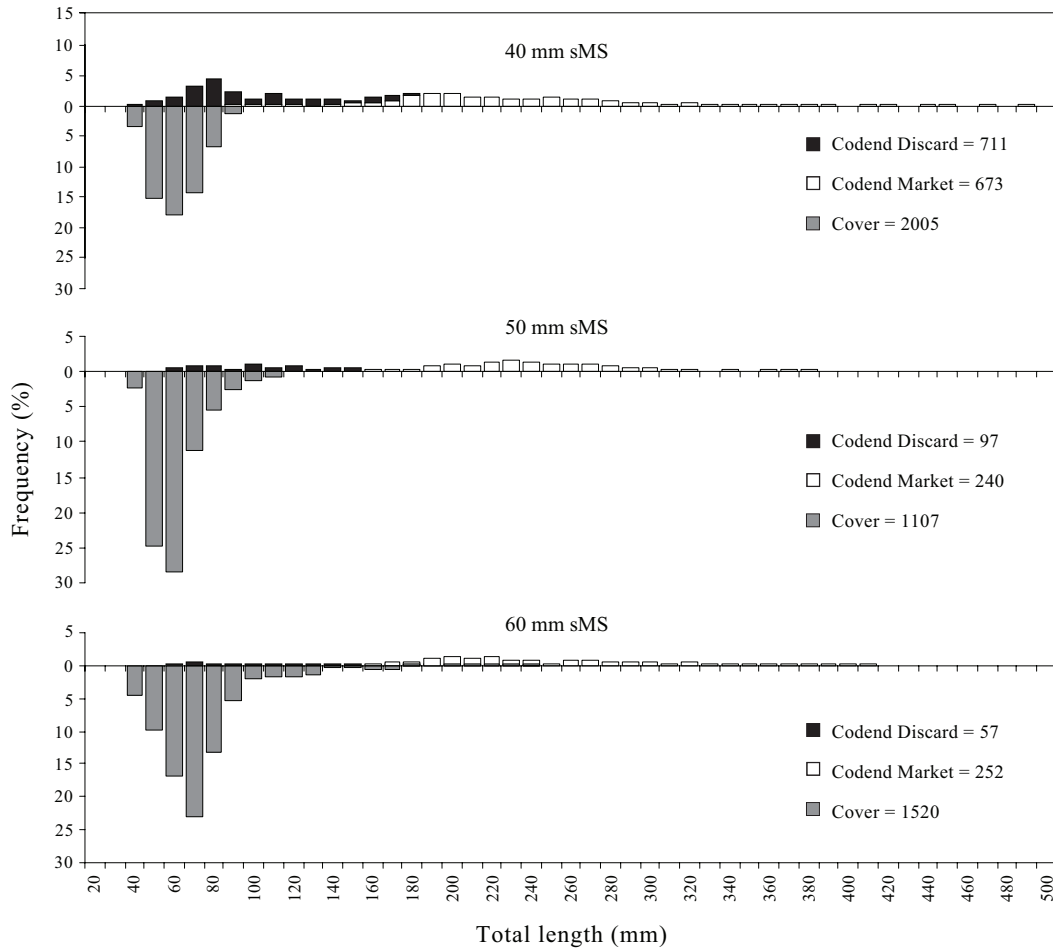 15
10
5
0
5
10
15
20
25
30
40 mm sMS
Codend Discard = 711
Codend Market = 673
Cover = 2005
Frequency (%)
5
0
5
10
15
20
25
30
50 mm sMS
Codend Discard = 97
Codend Market = 240
Cover = 1107
5
0
5
10
15
20
25
30
60 mm sMS
Codend Discard = 57
Codend Market = 252
Cover = 1520
20 40 60 80 100 120 140 160 180 200 220 240 260 280 300 320 340 360 380 400 420 440 460 480 500
Total length (mm)